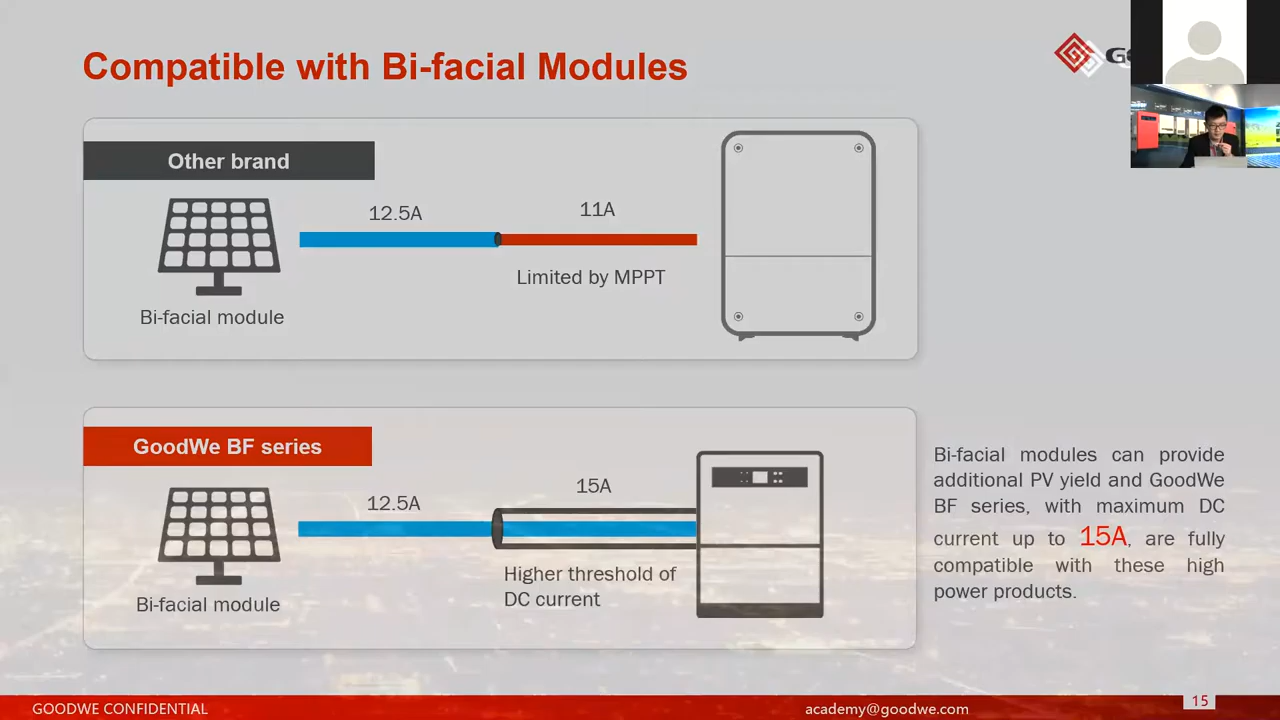 Compatible with Bi-facial Modules
Other brand
12.5A
11A
Limited by MPPT
Bi-facial module
GoodWe BF series
12.5A
15A
Higher threshold of
DC current
Bi-facial module
Bi-facial modules can provide
additional PV yield and GoodWe
BF series, with maximum DC
current up to 15A, are fully
compatible with these high
power products.
GOODWE CONFIDENTIAL
academy@goodwe.com
15